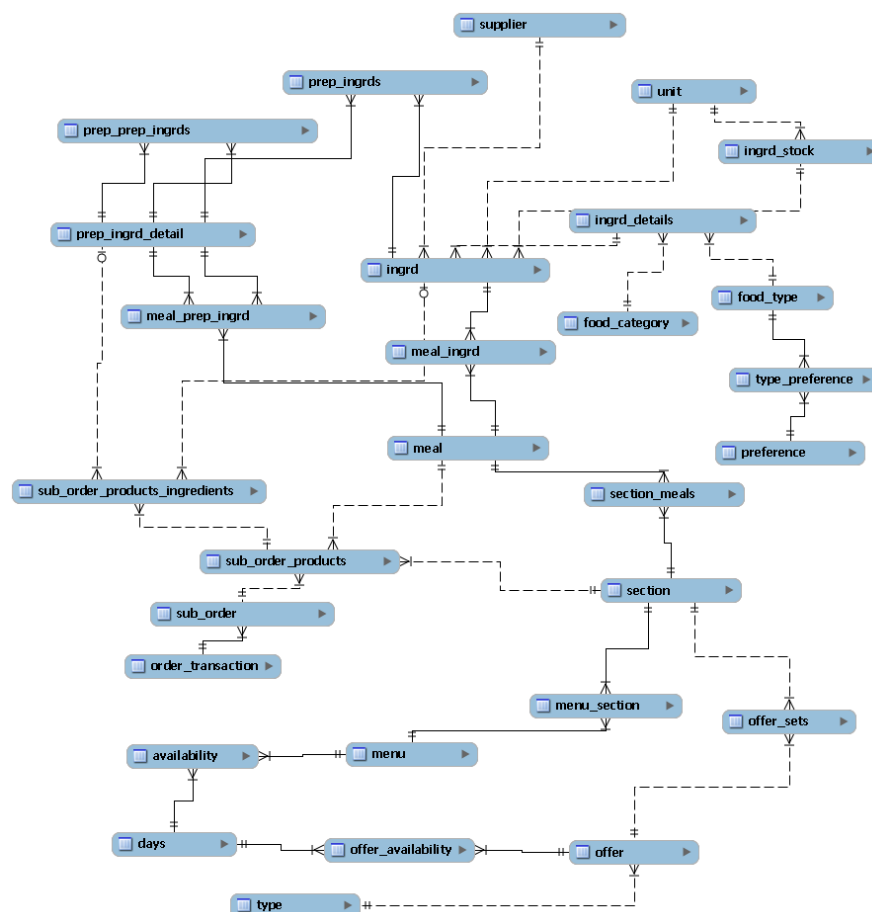 supplier
prep_ingrds
unit
prep_prep_ingrds
ingrd_stock
ingrd_details
prep_ingrd_detail
ingrd
food_type
meal_prep_ingrd
food_category
meal_ingrd
type_preference
meal
preference
sub_order_products_ingredients
section_meals
sub_order_products
section
sub_order
order_transaction
menu_section
offer_sets
availability
menu
days
offer_availability
offer
type